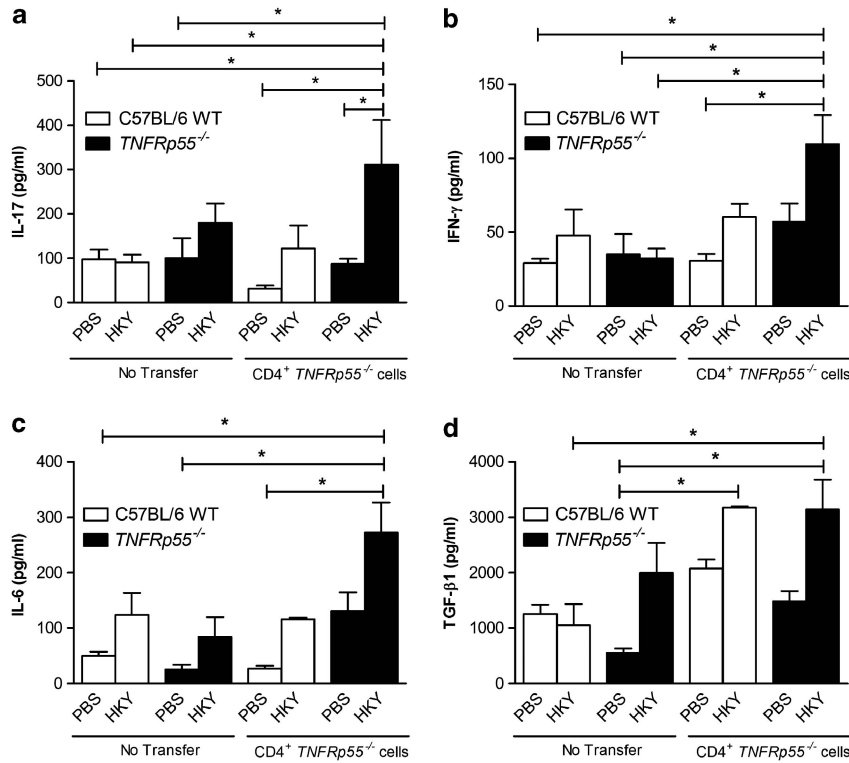 a
*
*
*
*
*
500
400
300
200
100
0
IL-17 (pg/ml)
C57BL/6 WT
TNFRp55-/-
PBS HKY PBS HKY PBS HKY PBS HKY
No Transfer CD4+ TNFRp55-/- cells
b
*
*
*
*
150
100
50
0
IFN-γ (pg/ml)
C57BL/6 WT
TNFRp55-/-
PBS HKY PBS HKY PBS HKY PBS HKY
No Transfer CD4+ TNFRp55-/- cells
c
*
*
*
400
300
200
100
0
IL-6 (pg/ml)
C57BL/6 WT
TNFRp55-/-
PBS HKY PBS HKY PBS HKY PBS HKY
No Transfer CD4+ TNFRp55-/- cells
d
*
*
*
4000
3000
2000
1000
0
TGF-β1 (pg/ml)
C57BL/6 WT
TNFRp55-/-
PBS HKY PBS HKY PBS HKY PBS HKY
No Transfer CD4+ TNFRp55-/- cells